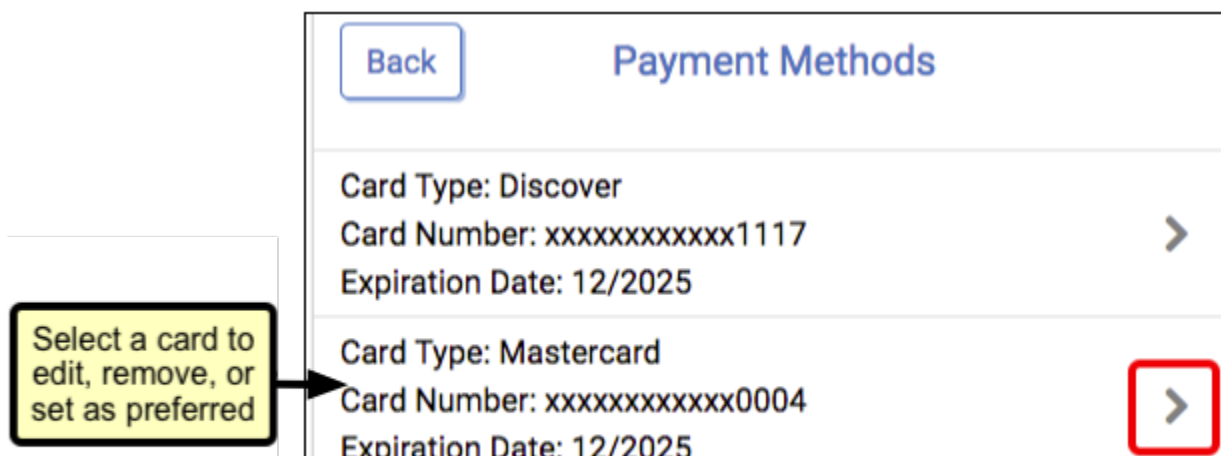 Back
Payment Methods
Card Type: Discover
Card Number: xxxxxxxxxxxx1117
Expiration Date: 12/2025
Select a card to
edit, remove, or
set as preferred
Card Type: Mastercard
Card Number: xxxxxxxxxxxx0004
Expiration Date: 12/2025